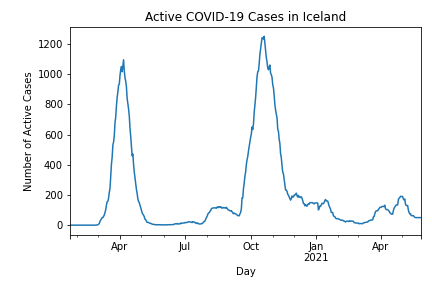 Active COVID-19 Cases in Iceland
Number of Active Cases
1200
1000
800
600
400
200
0
Apr
Jul
Oct
Jan
2021
Apr
Day